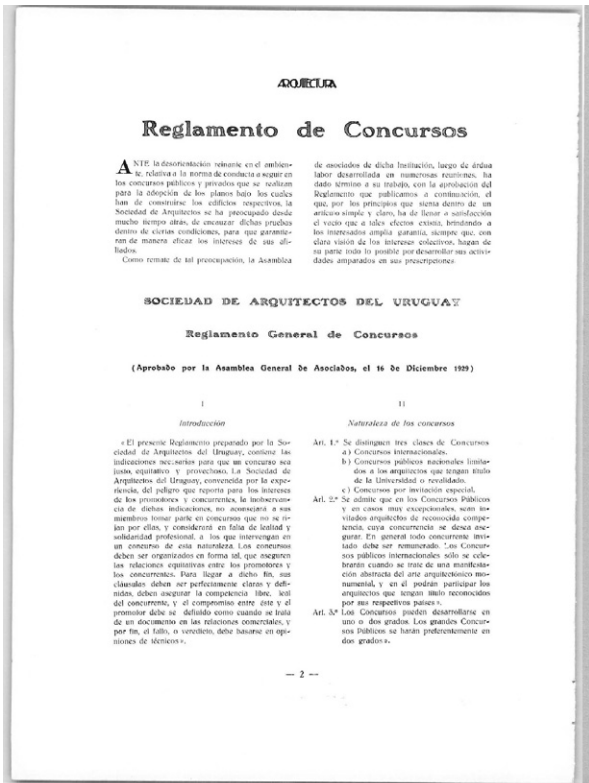 ARQUITECTURA
Reglamento de Concursos
ANTE la desorientación reinante en el ambien-
te, relativa a la norma de conducta a seguir en
los concursos públicos y privados que se realizan
para la adopción de los planos bajo los cuales
han de construirse los edificios respectivos, la
Sociedad de Arquitectos se ha preocupado desde
mucho tiempo atrás, de encauzar dichas pruebas
dentro de ciertas condiciones, para que garantie-
ran de manera eficaz los intereses de sus afi-
liados.
Como remate de tal preocupación, la Asamblea
de asociados de dicha Institución, luego de árdua
labor desarrollada en numerosas reuniones, ha
dado término a su trabajo, con la aprobación del
Reglamento que publicamos a continuación, el
que, por los principios que sienta dentro de un
artículo simple y claro, ha de llenar a satisfacción
el vacío que a tales efectos existía, brindando a
los interesados amplia garantía, siempre que, con
clara visión de los intereses colectivos, hagan de
su parte todo lo posible por desarrollar sus activi-
dades amparados en sus prescripciones
SOCIEDAD DE ARQUITECTOS DEL URUGUAY
Reglamento General de Concursos
(Aprobado por la Asamblea General de Asociados, el 16 de Diciembre 1929)
I
Introducción
« El presente Reglamento preparado por la So-
ciedad de Arquitectos del Uruguay, contiene las
indicaciones necesarias para que un concurso sea
justo, equitativo y provechoso. La Sociedad de
Arquitectos del Uruguay, convencida por la expe-
riencia, del peligro que reporta para los intereses
de los promotores y concurrentes, la inobservan-
cia de dichas indicaciones, no aconsejará a sus
miembros tomar parte en concursos que no se ri-
jan por ellas, y considerará en falta de lealtad y
solidaridad profesional, a los que intervengan en
un concurso de esta naturaleza. Los concursos
deben ser organizados en forma tal, que aseguren
las relaciones equitativas entre los promotores y
los concurrentes. Para llegar a dicho fin, sus
cláusulas deben ser perfectamente claras y defi-
nidas, deben asegurar la competencia libre, leal
del concurrente, y el compromiso entre éste y el
promotor debe se definido como cuando se trata
de un documento en las relaciones comerciales, y
por fin, el fallo, o veredicto, debe basarse en opi-
niones de técnicos ».
II
Naturaleza de los concursos
Art. 1.º Se distinguen tres clases de Concursos
a) Concursos internacionales.
b) Concursos públicos nacionales limita-
dos a los arquitectos que tengan título
de la Universidad o revalidado.
c) Concursos por invitación especial.
Art. 2.º Se admite que en los Concursos Públicos
y en casos muy excepcionales, sean in-
vitados arquitectos de reconocida compe-
tencia, cuya concurrencia se desea ase-
gurar. En general todo concurrente invi-
tado debe ser remunerado. Los Concur-
sos públicos internacionales sólo se cele-
brarán cuando se trate de una manifesta-
ción abstracta del arte arquitectónico mo-
numental, y en él podrán participar los
arquitectos que tengan título reconocidos
por sus respectivos países ».
Art. 3.º Los Concursos pueden desarrollarse en
uno o dos grados. Los grandes Concur-
sos Públicos se harán preferentemente en
dos grados ».
— 2 —